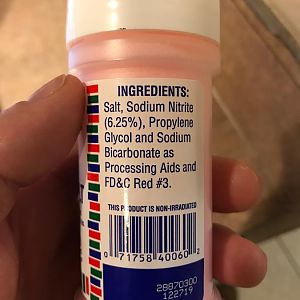 INGREDIENTS:
Salt, Sodium Nitrite
(6.25%), Propylene
Glycol and Sodium
Bicarbonate as
Processing Aids and
FD&C Red #3.
THIS PRODUCT IS NON-IRRADIATED
0 71758 40060 2
28870300
122719